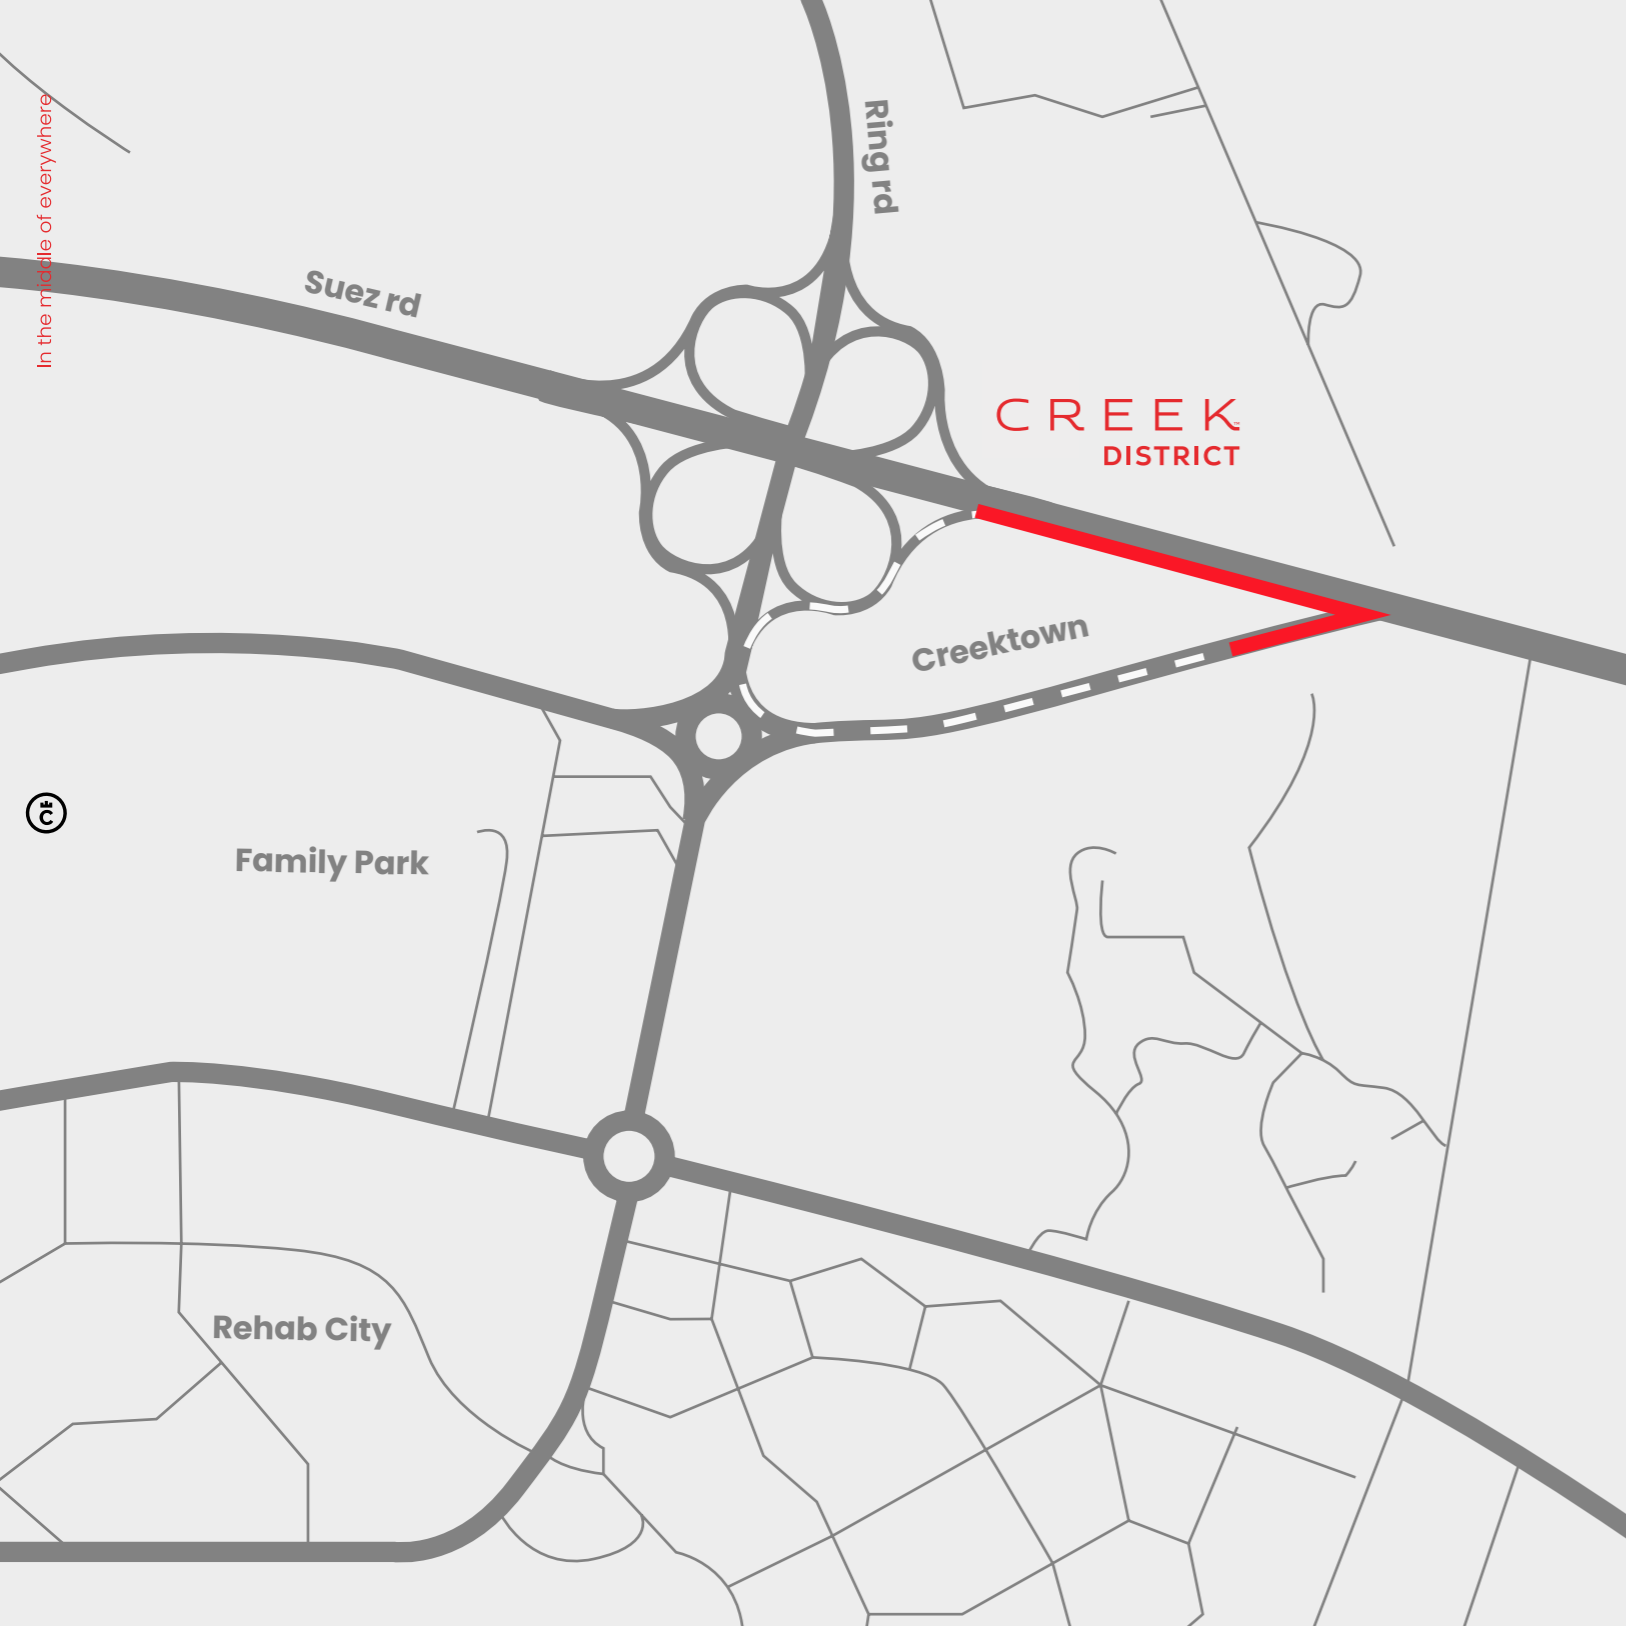 Ring rd
In the middle of everywhere
Suez rd
CREEK
DISTRICT
Creektown
Family Park
Rehab City